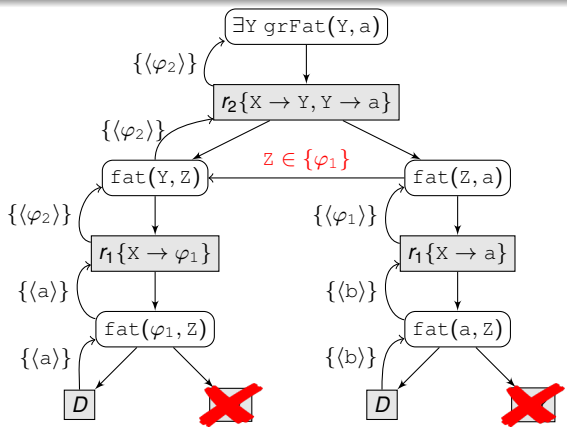 ∃Y grFat(Y, a)
{⟨φ₂⟩}
r₂{X → Y, Y → a}
{⟨φ₂⟩}
Z ∈ {φ₁}
fat(Y, Z)
fat(Z, a)
{⟨φ₂⟩}
{⟨φ₁⟩}
r₁{X → φ₁}
r₁{X → a}
{⟨a⟩}
{⟨b⟩}
fat(φ₁, Z)
fat(a, Z)
{⟨a⟩}
{⟨b⟩}
D
D